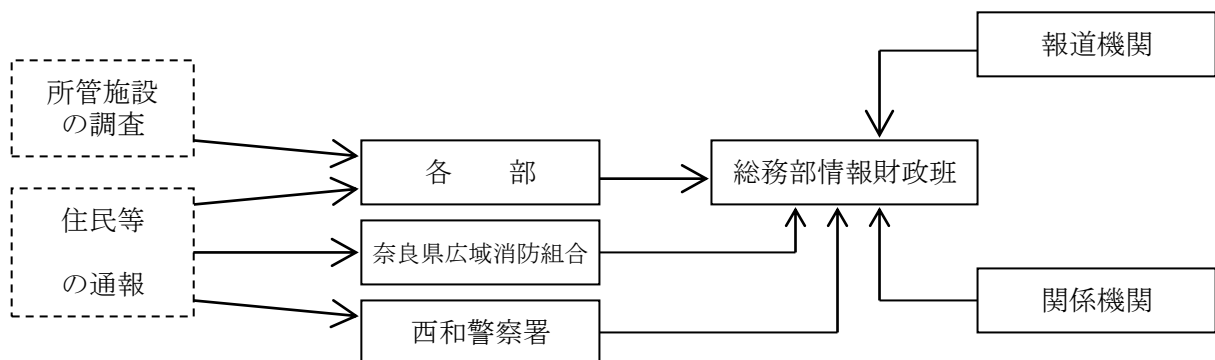 報道機関
所管施設
の調査
各　　部
総務部情報財政班
住民等
の通報
奈良県広域消防組合
関係機関
西和警察署